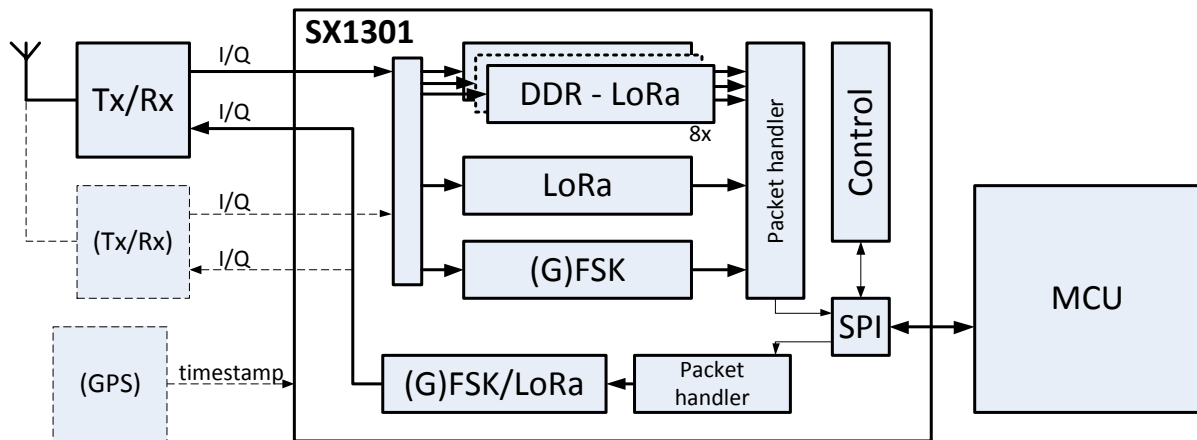 SX1301
I/Q
Tx/Rx
I/Q
DDR - LoRa
8x
LoRa
Packet handler
Control
I/Q
(Tx/Rx)
I/Q
(G)FSK
SPI
MCU
(GPS)
timestamp
(G)FSK/LoRa
Packet
handler